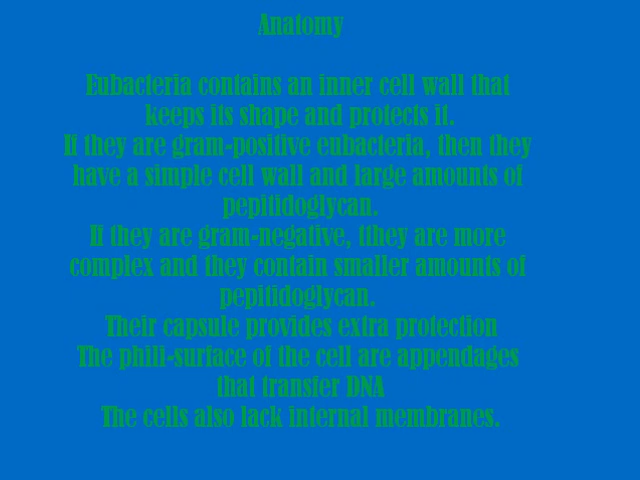 Anatomy
Eubacteria contains an inner cell wall that
keeps its shape and protects it.
If they are gram-positive eubacteria, then they
have a simple cell wall and large amounts of
pepitidoglycan.
If they are gram-negative, tthey are more
complex and they contain smaller amounts of
pepitidoglycan.
Their capsule provides extra protection
The phili-surface of the cell are appendages
that transfer DNA
The cells also lack internal membranes.